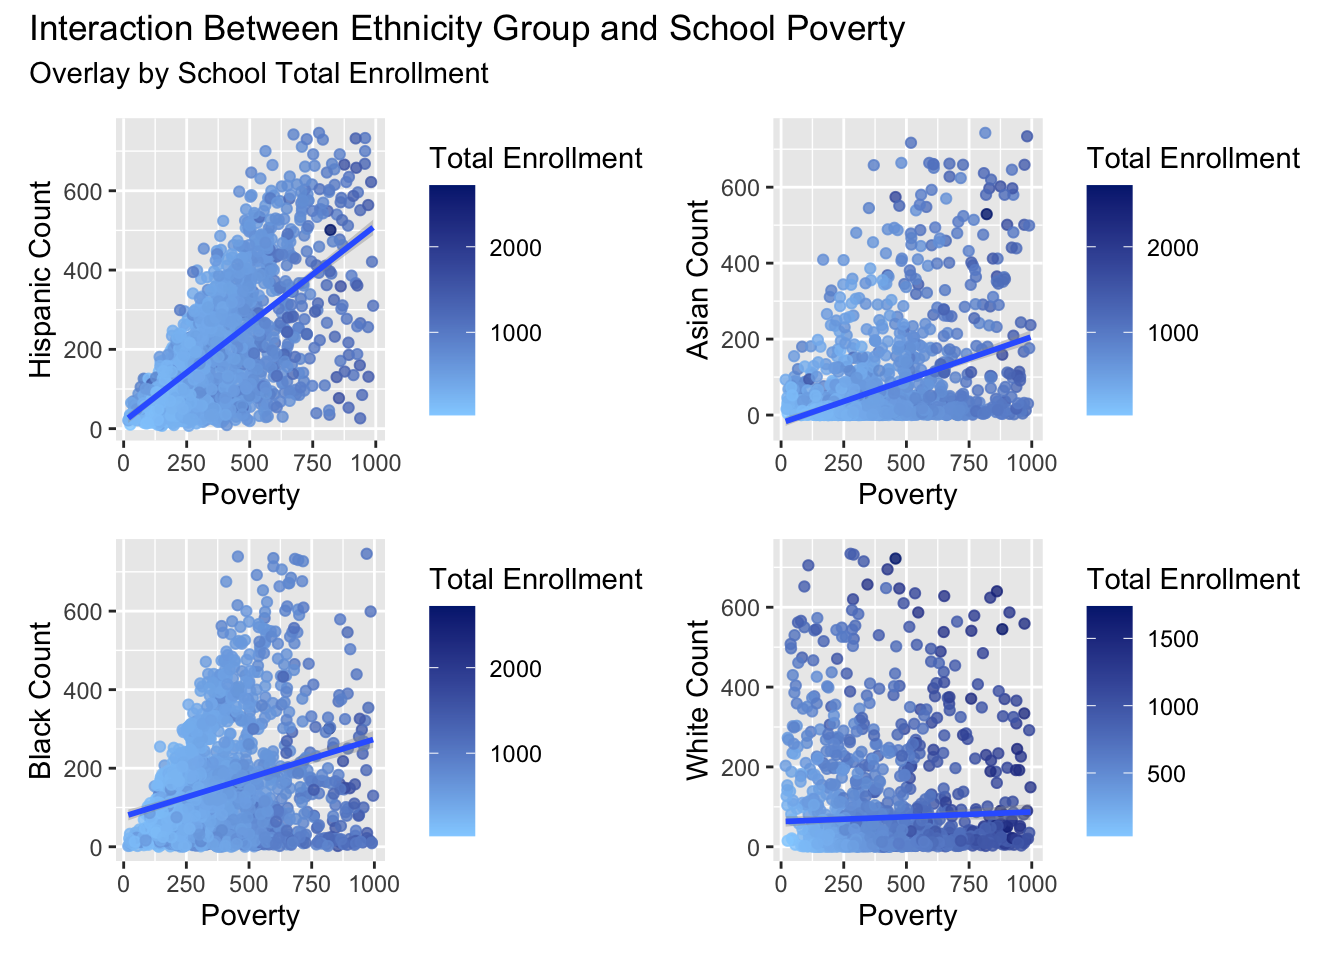 Interaction Between Ethnicity Group and School Poverty
Overlay by School Total Enrollment
Hispanic Count
600
400
200
0
0 250 500 750 1000
Poverty
Total Enrollment
2000
1000
Asian Count
600
400
200
0
0 250 500 750 1000
Poverty
Total Enrollment
2000
1000
Black Count
600
400
200
0
0 250 500 750 1000
Poverty
Total Enrollment
2000
1000
White Count
600
400
200
0
0 250 500 750 1000
Poverty
Total Enrollment
1500
1000
500